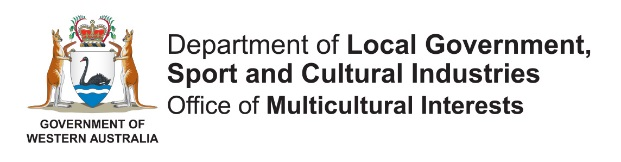 Department of Local Government,
Sport and Cultural Industries
Office of Multicultural Interests
GOVERNMENT OF
WESTERN AUSTRALIA